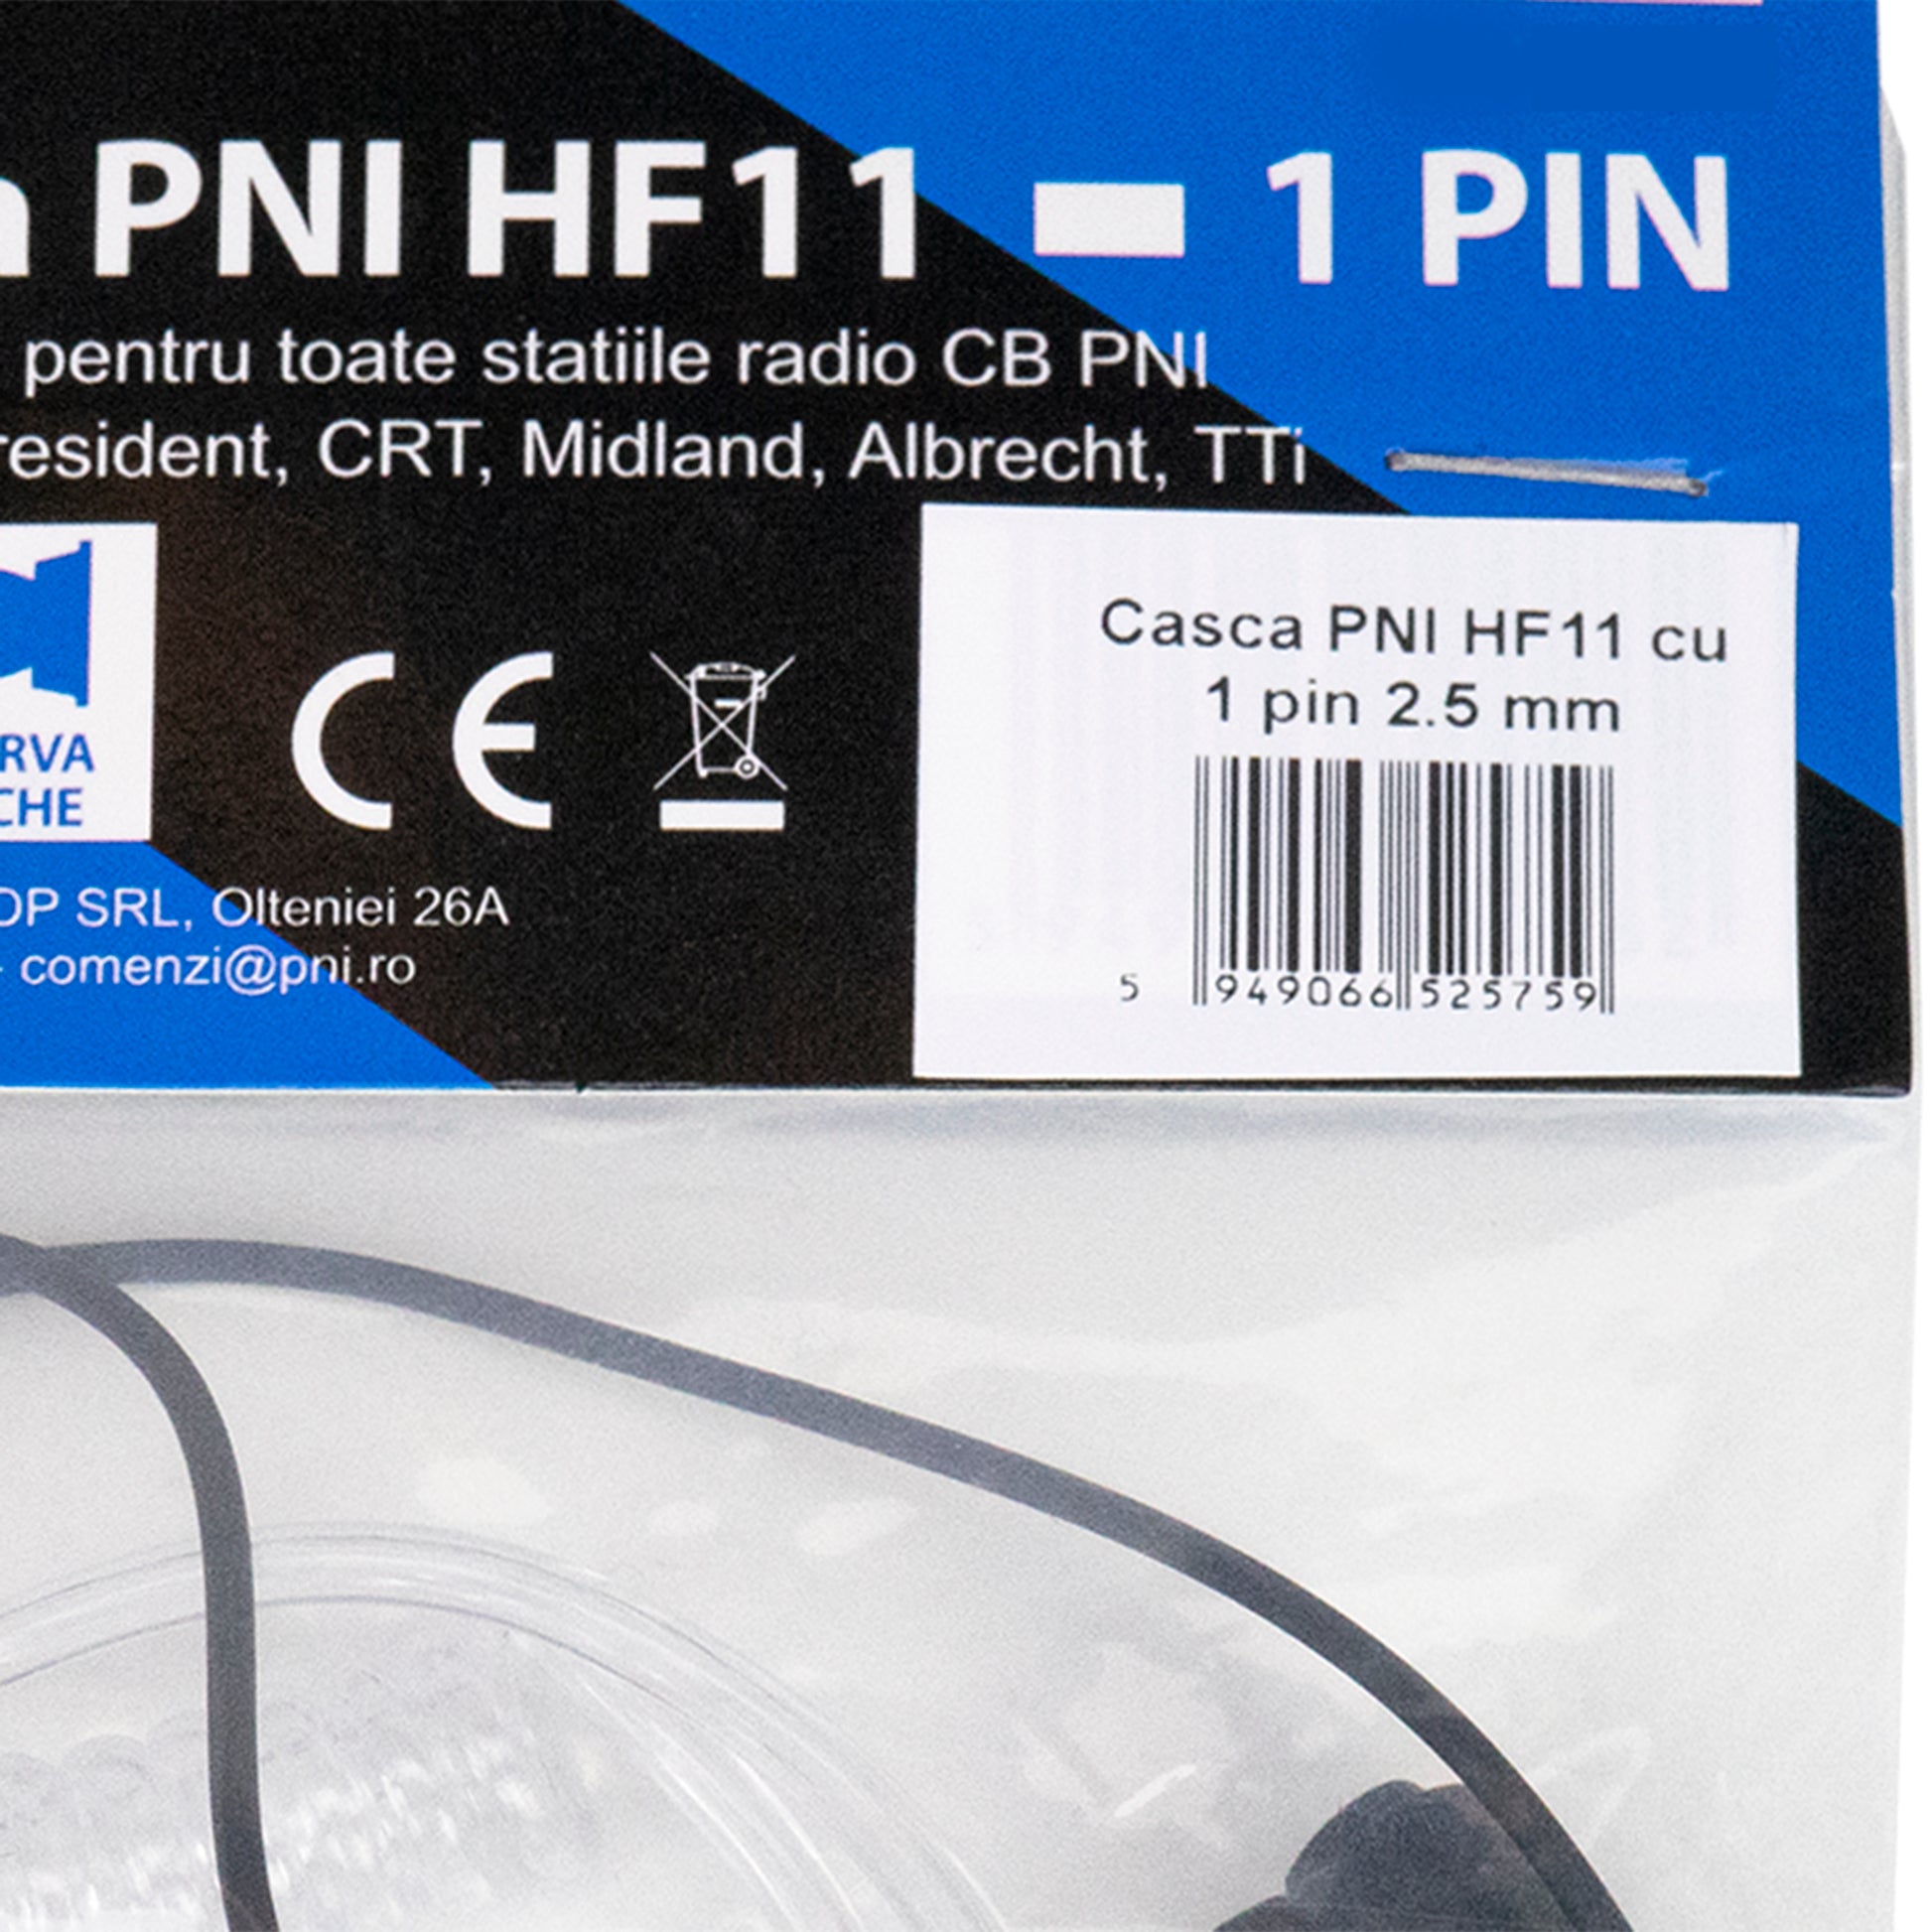 PNI HF11 - 1 PIN
pentru toate statiile radio CB PNI
resident, CRT, Midland, Albrecht, TTi
RVA
CHE
CE
OP SRL, Olteniei 26A
- comenzi@pni.ro
Casca PNI HF11 cu
1 pin 2.5 mm
5 949066 525759